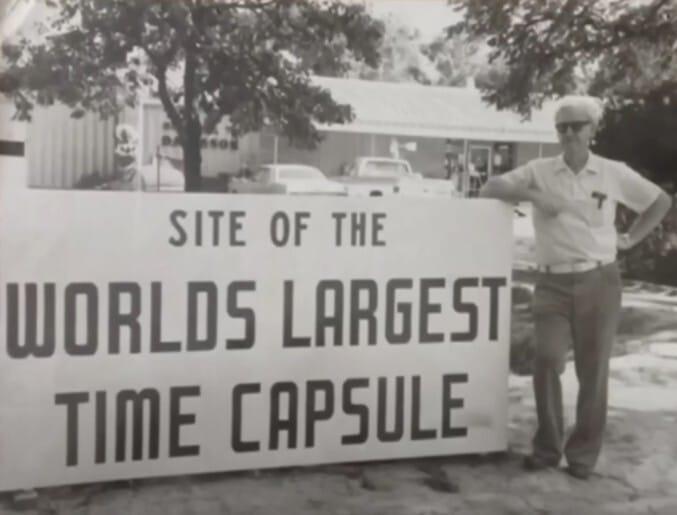 SITE OF THE
WORLDS LARGEST
TIME CAPSULE